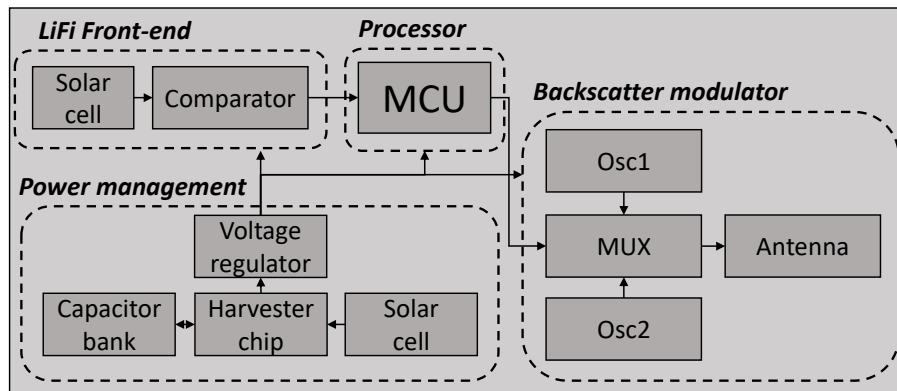 LiFi Front-end
Solar
cell
Comparator
Processor
MCU
Backscatter modulator
Osc1
MUX
Antenna
Osc2
Power management
Voltage
regulator
Capacitor
bank
Harvester
chip
Solar
cell